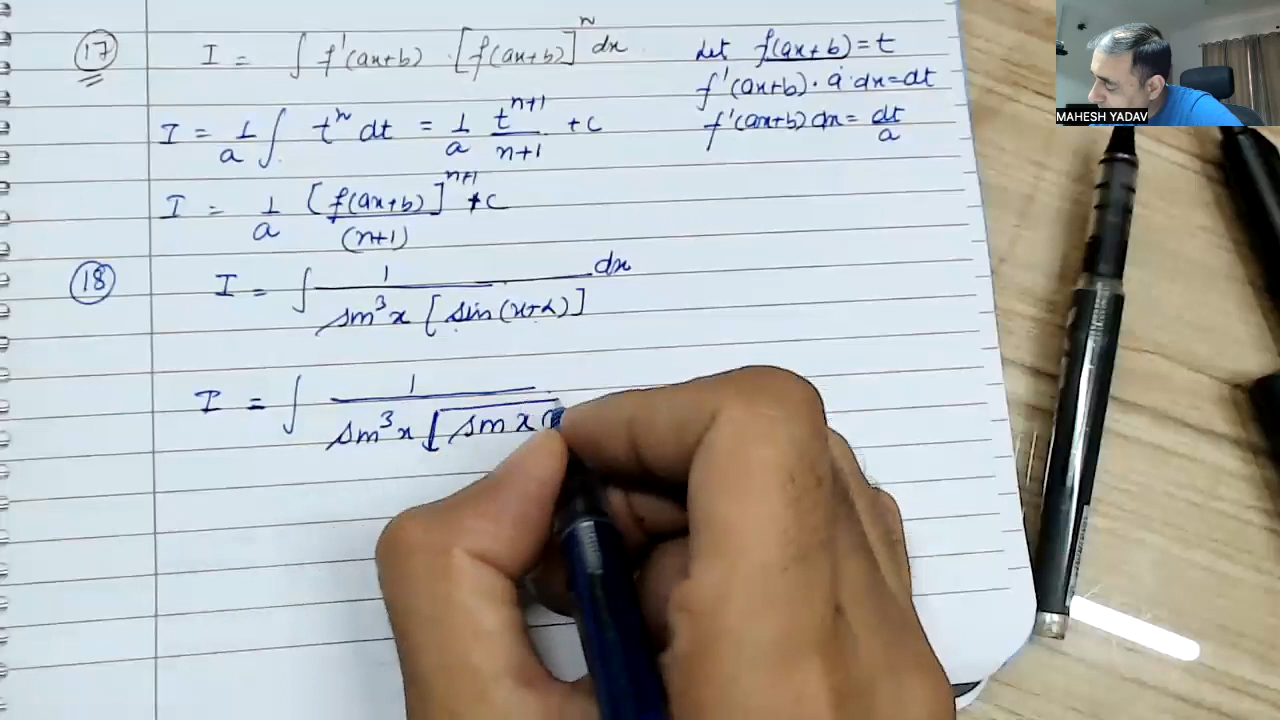 (17) I = ∫ f'(ax+b) · [f(ax+b)]^n dx
Let f(ax+b) = t
f'(ax+b) · a · dx = dt
f'(ax+b) dx = dt/a
I = 1/a ∫ t^n dt = 1/a t^(n+1)/(n+1) + c
I = 1/a [f(ax+b)]^(n+1)/(n+1) + c
(18) I = ∫ 1/(sin³x [sin(x+α)]) dx
I = ∫ 1/(sin³x √(sin x
MAHESH YADAV